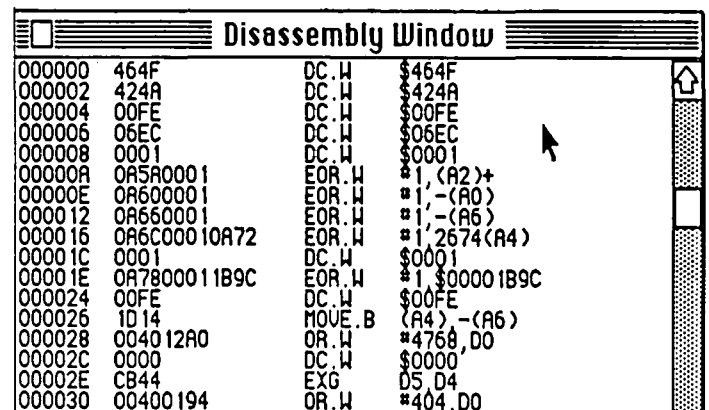 Disassembly Window
000000 464F DC.W $464F
000002 424A DC.W $424A
000004 00FE DC.W $00FE
000006 06EC DC.W $06EC
000008 0001 DC.W $0001
00000A 0A5A0001 EOR.W #1,(A2)+
00000E 0A600001 EOR.W #1,-(A0)
000012 0A660001 EOR.W #1,-(A6)
000016 0A6C00010A72 EOR.W #1,2674(A4)
00001C 0001 DC.W $0001
00001E 0A7800011B9C EOR.W #1,$00001B9C
000024 00FE DC.W $00FE
000026 1D14 MOVE.B (A4),-(A6)
000028 004012A0 OR.W #4768,D0
00002C 0000 DC.W $0000
00002E CB44 EXG D5,D4
000030 00400194 OR.W #404,D0